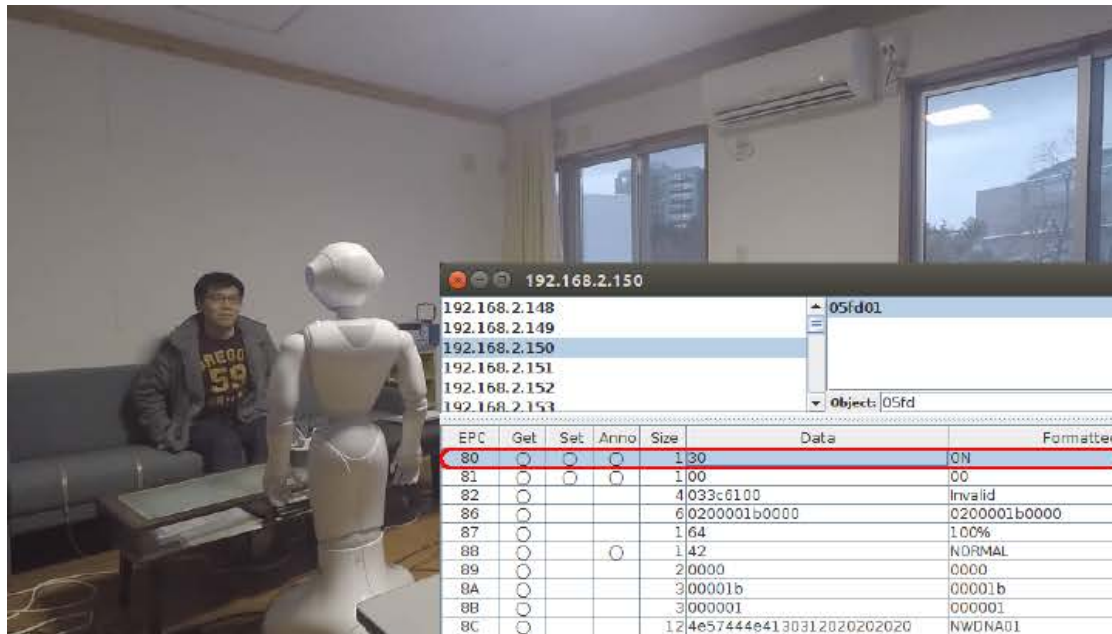 OREGON
59
192.168.2.150
192.168.2.148
192.168.2.149
192.168.2.150
192.168.2.151
192.168.2.152
192.168.2.153
05fd01
Object: 05fd
EPC Get Set Anno Size Data Formatted
80 ○ ○ ○ 1 30 ON
81 ○ ○ ○ 1 00 00
82 ○ 4 033c6100 Invalid
86 ○ 6 0200001b0000 0200001b0000
87 ○ 1 64 100%
88 ○ ○ 1 42 NORMAL
89 ○ 2 0000 0000
8A ○ 3 00001b 00001b
8B ○ 3 000001 000001
8C ○ 12 4e57444e4130312020202020 NWDNA01